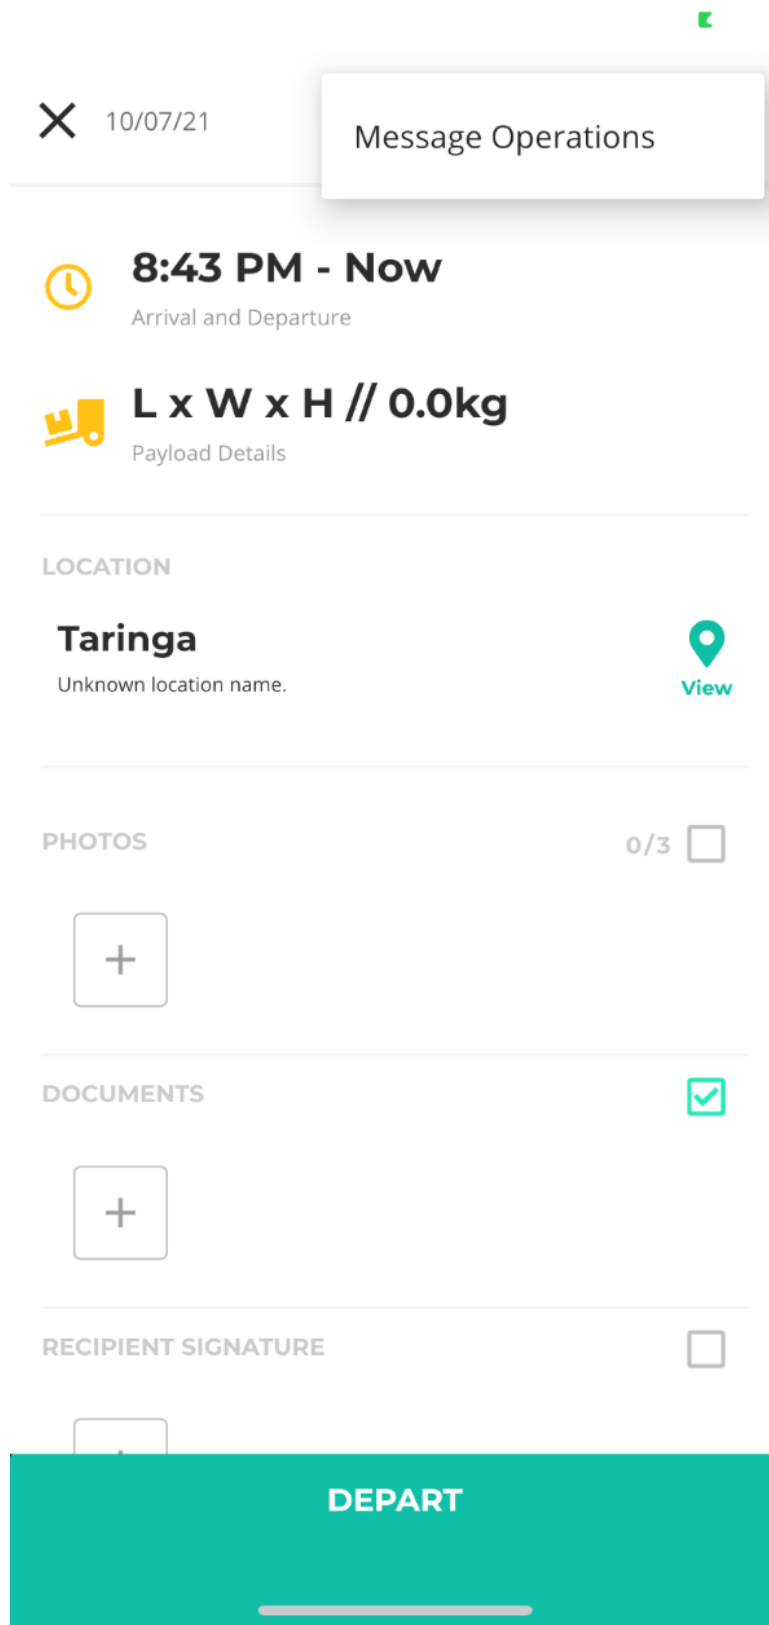 10/07/21
Message Operations
8:43 PM - Now
Arrival and Departure
L x W x H // 0.0kg
Payload Details
LOCATION
Taringa
Unknown location name.
View
PHOTOS
0/3
DOCUMENTS
RECIPIENT SIGNATURE
DEPART